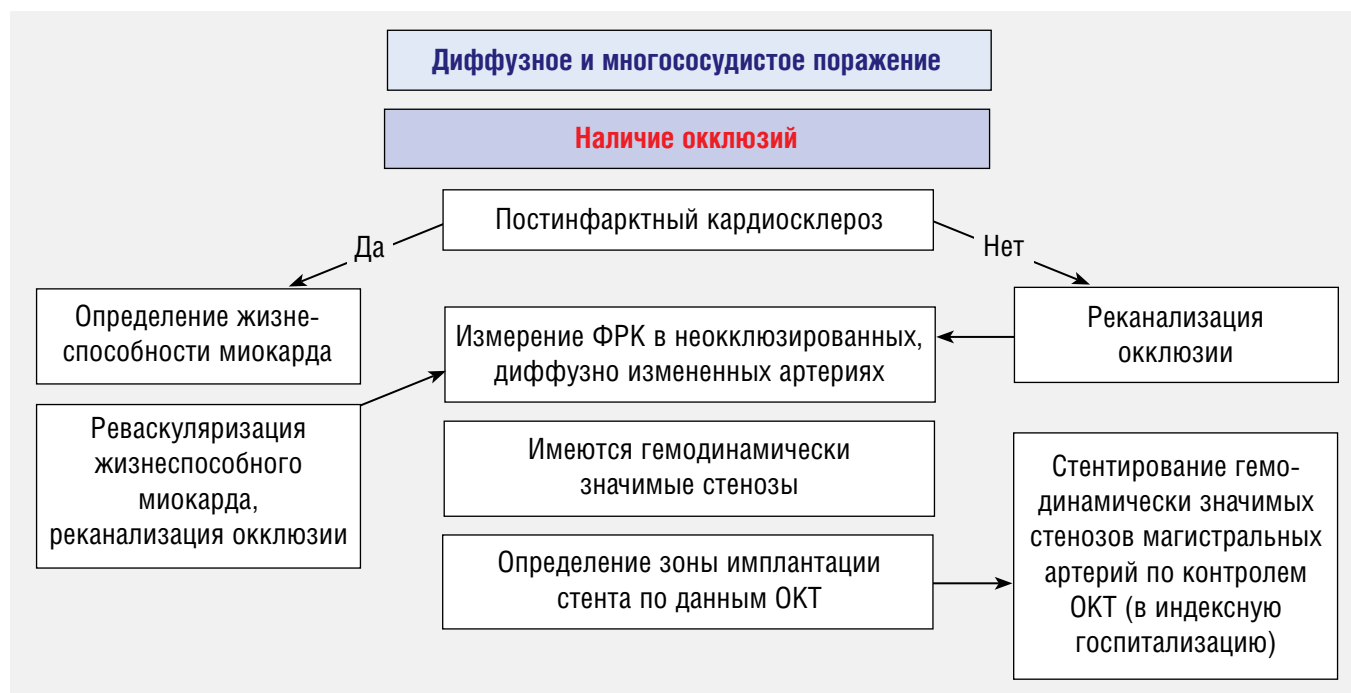 Диффузное и многососудистое поражение
Наличие окклюзий
Постинфарктный кардиосклероз
Да
Нет
Определение жизне-
способности миокарда
Измерение ФРК в неокклюзированных,
диффузно измененных артериях
Реканализация
окклюзии
Реваскуляризация
жизнеспособного
миокарда,
реканализация окклюзии
Имеются гемодинамически
значимые стенозы
Определение зоны имплантации
стента по данным ОКТ
Стентирование гемо-
динамически значимых
стенозов магистральных
артерий по контролем
ОКТ (в индексную
госпитализацию)